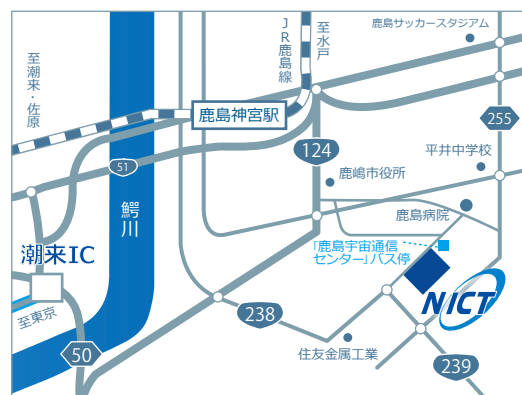 鹿島サッカースタジアム
至水戸
JR鹿島線
至潮来・佐原
鹿島神宮駅
255
124
平井中学校
51
鹿嶋市役所
鰐川
鹿島病院
「鹿島宇宙通信
センター」バス停
潮来IC
NICT
至東京
238
50
住友金属工業
239